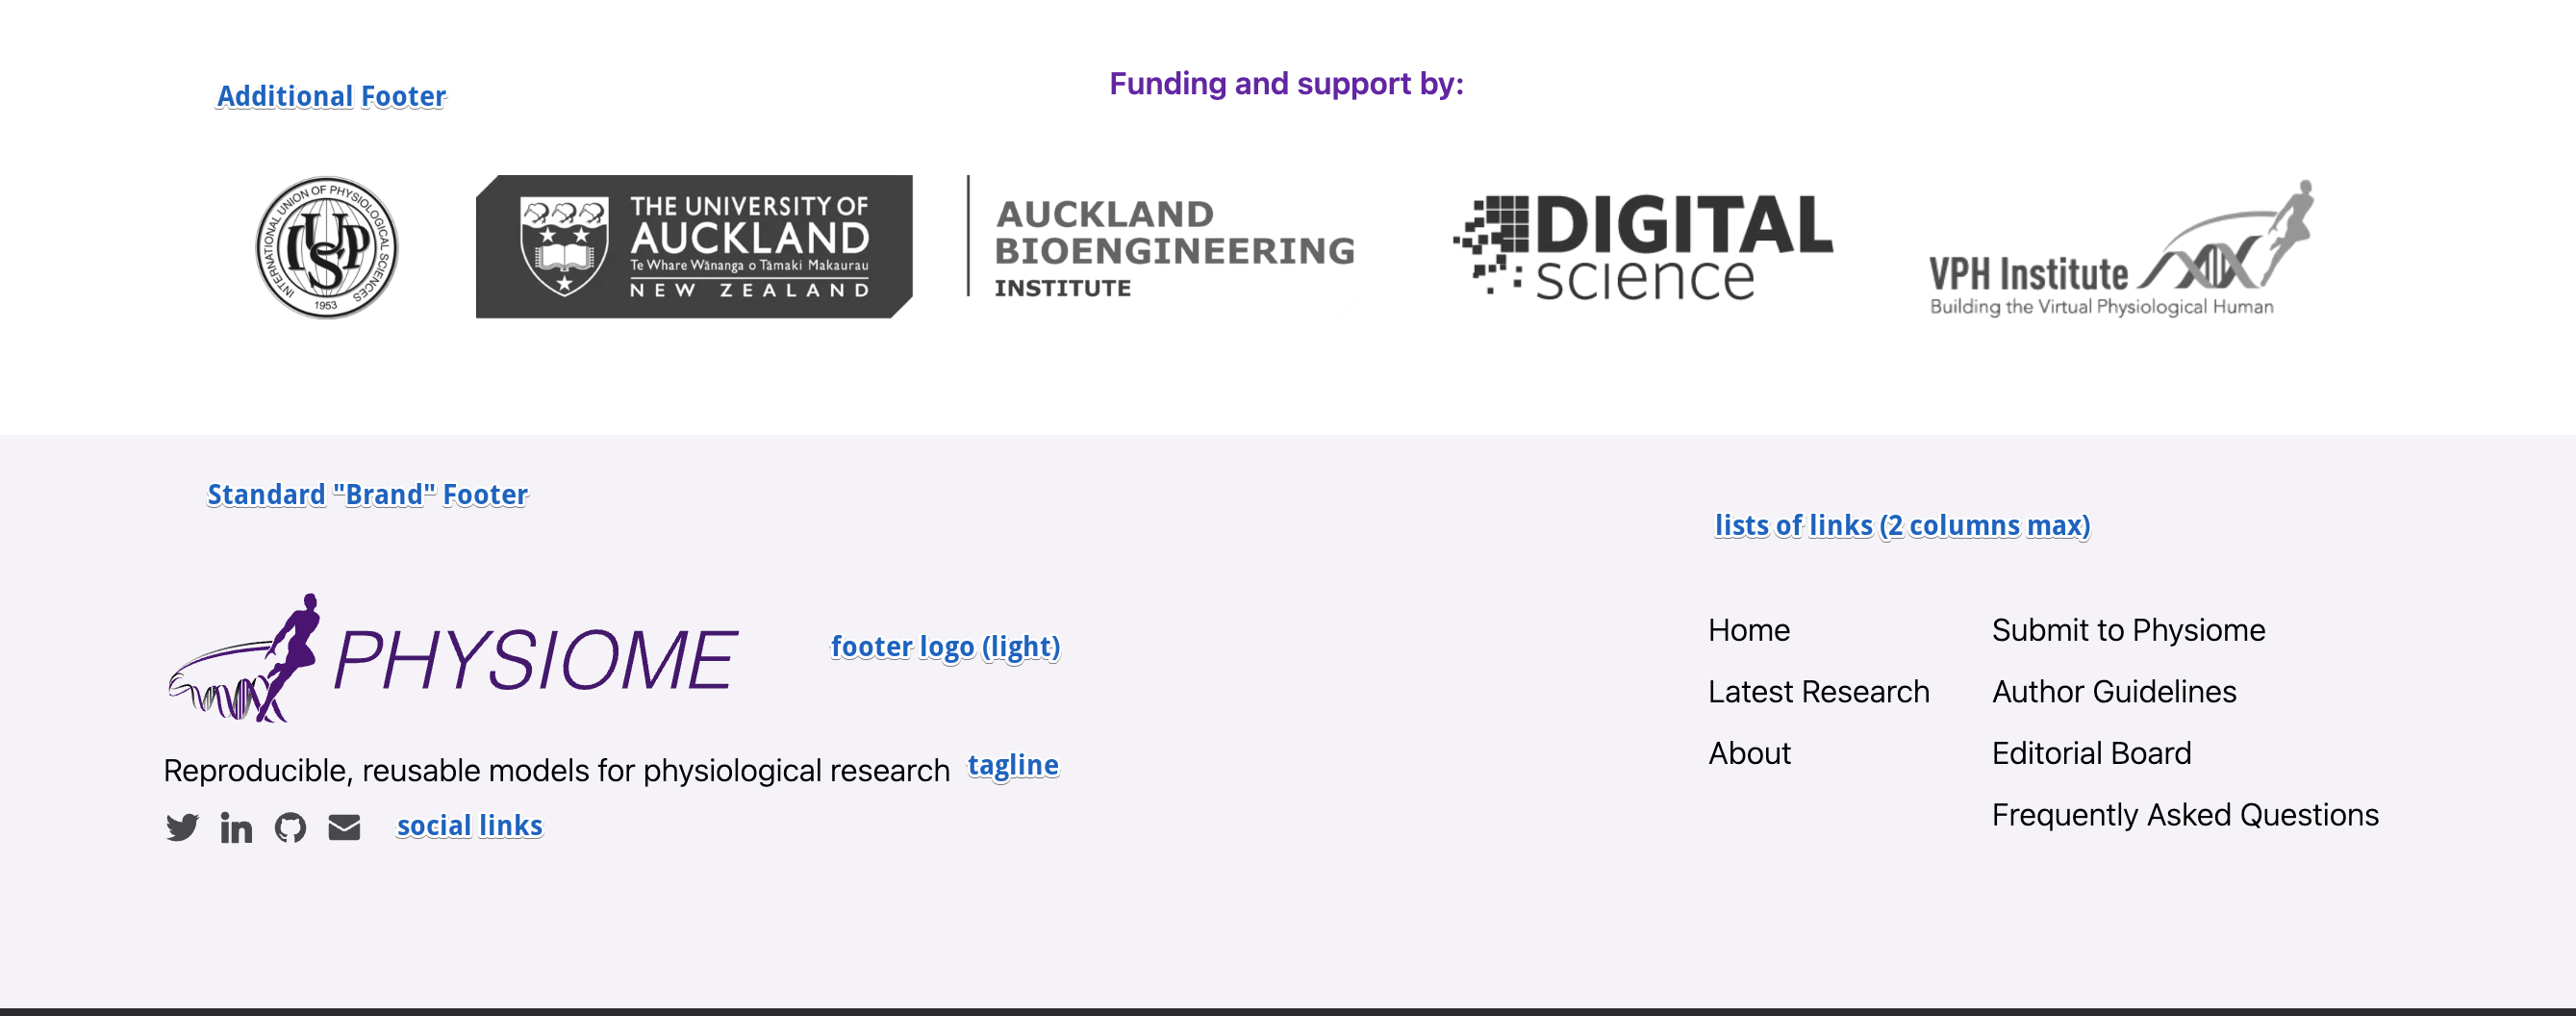 Additional Footer
Funding and support by:
INTERNATIONAL UNION OF PHYSIOLOGICAL SCIENCES
IUPS
1953
THE UNIVERSITY OF
AUCKLAND
Te Whare Wānanga o Tāmaki Makaurau
NEW ZEALAND
AUCKLAND
BIOENGINEERING
INSTITUTE
DIGITAL
science
VPH Institute
Building the Virtual Physiological Human
Standard "Brand" Footer
PHYSIOME
footer logo (light)
Reproducible, reusable models for physiological research
tagline
social links
lists of links (2 columns max)
Home
Latest Research
About
Submit to Physiome
Author Guidelines
Editorial Board
Frequently Asked Questions